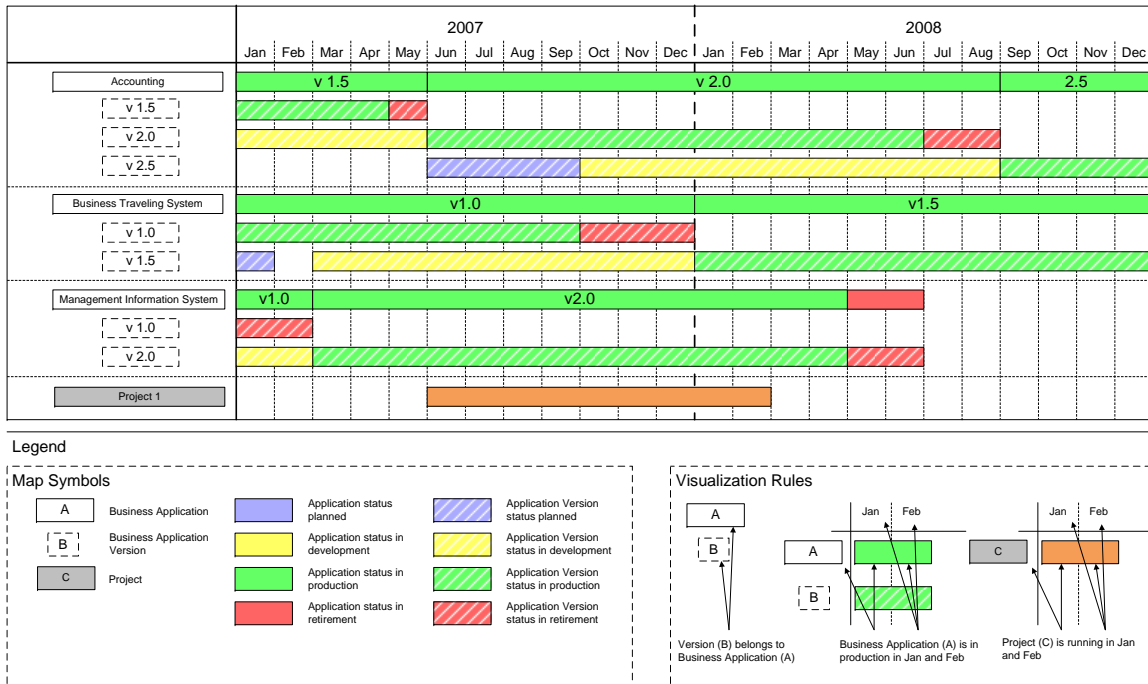 2007 2008
Jan Feb Mar Apr May Jun Jul Aug Sep Oct Nov Dec Jan Feb Mar Apr May Jun Jul Aug Sep Oct Nov Dec
Accounting v 1.5 v 2.0 2.5
v 1.5
v 2.0
v 2.5
Business Traveling System v1.0 v1.5
v 1.0
v 1.5
Management Information System v1.0 v2.0
v 1.0
v 2.0
Project 1
Legend
Map Symbols
A Business Application
B Business Application
Version
C Project
Application status
planned
Application status in
development
Application status in
production
Application status in
retirement
Application Version
status planned
Application Version
status in development
Application Version
status in production
Application Version
status in retirement
Visualization Rules
A
B
Version (B) belongs to
Business Application (A)
Jan Feb
A
B
Business Application (A) is in
production in Jan and Feb
Jan Feb
C
Project (C) is running in Jan
and Feb